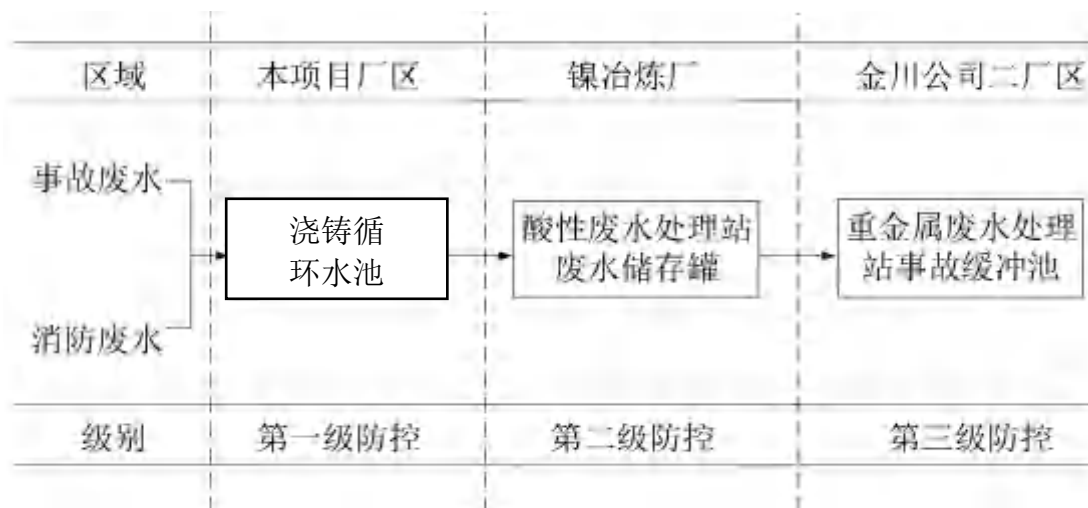 区域 本项目厂区 镍冶炼厂 金川公司二厂区
事故废水
浇铸循
环水池
酸性废水处理站
废水储存罐
重金属废水处理
站事故缓冲池
消防废水
级别 第一级防控 第二级防控 第三级防控